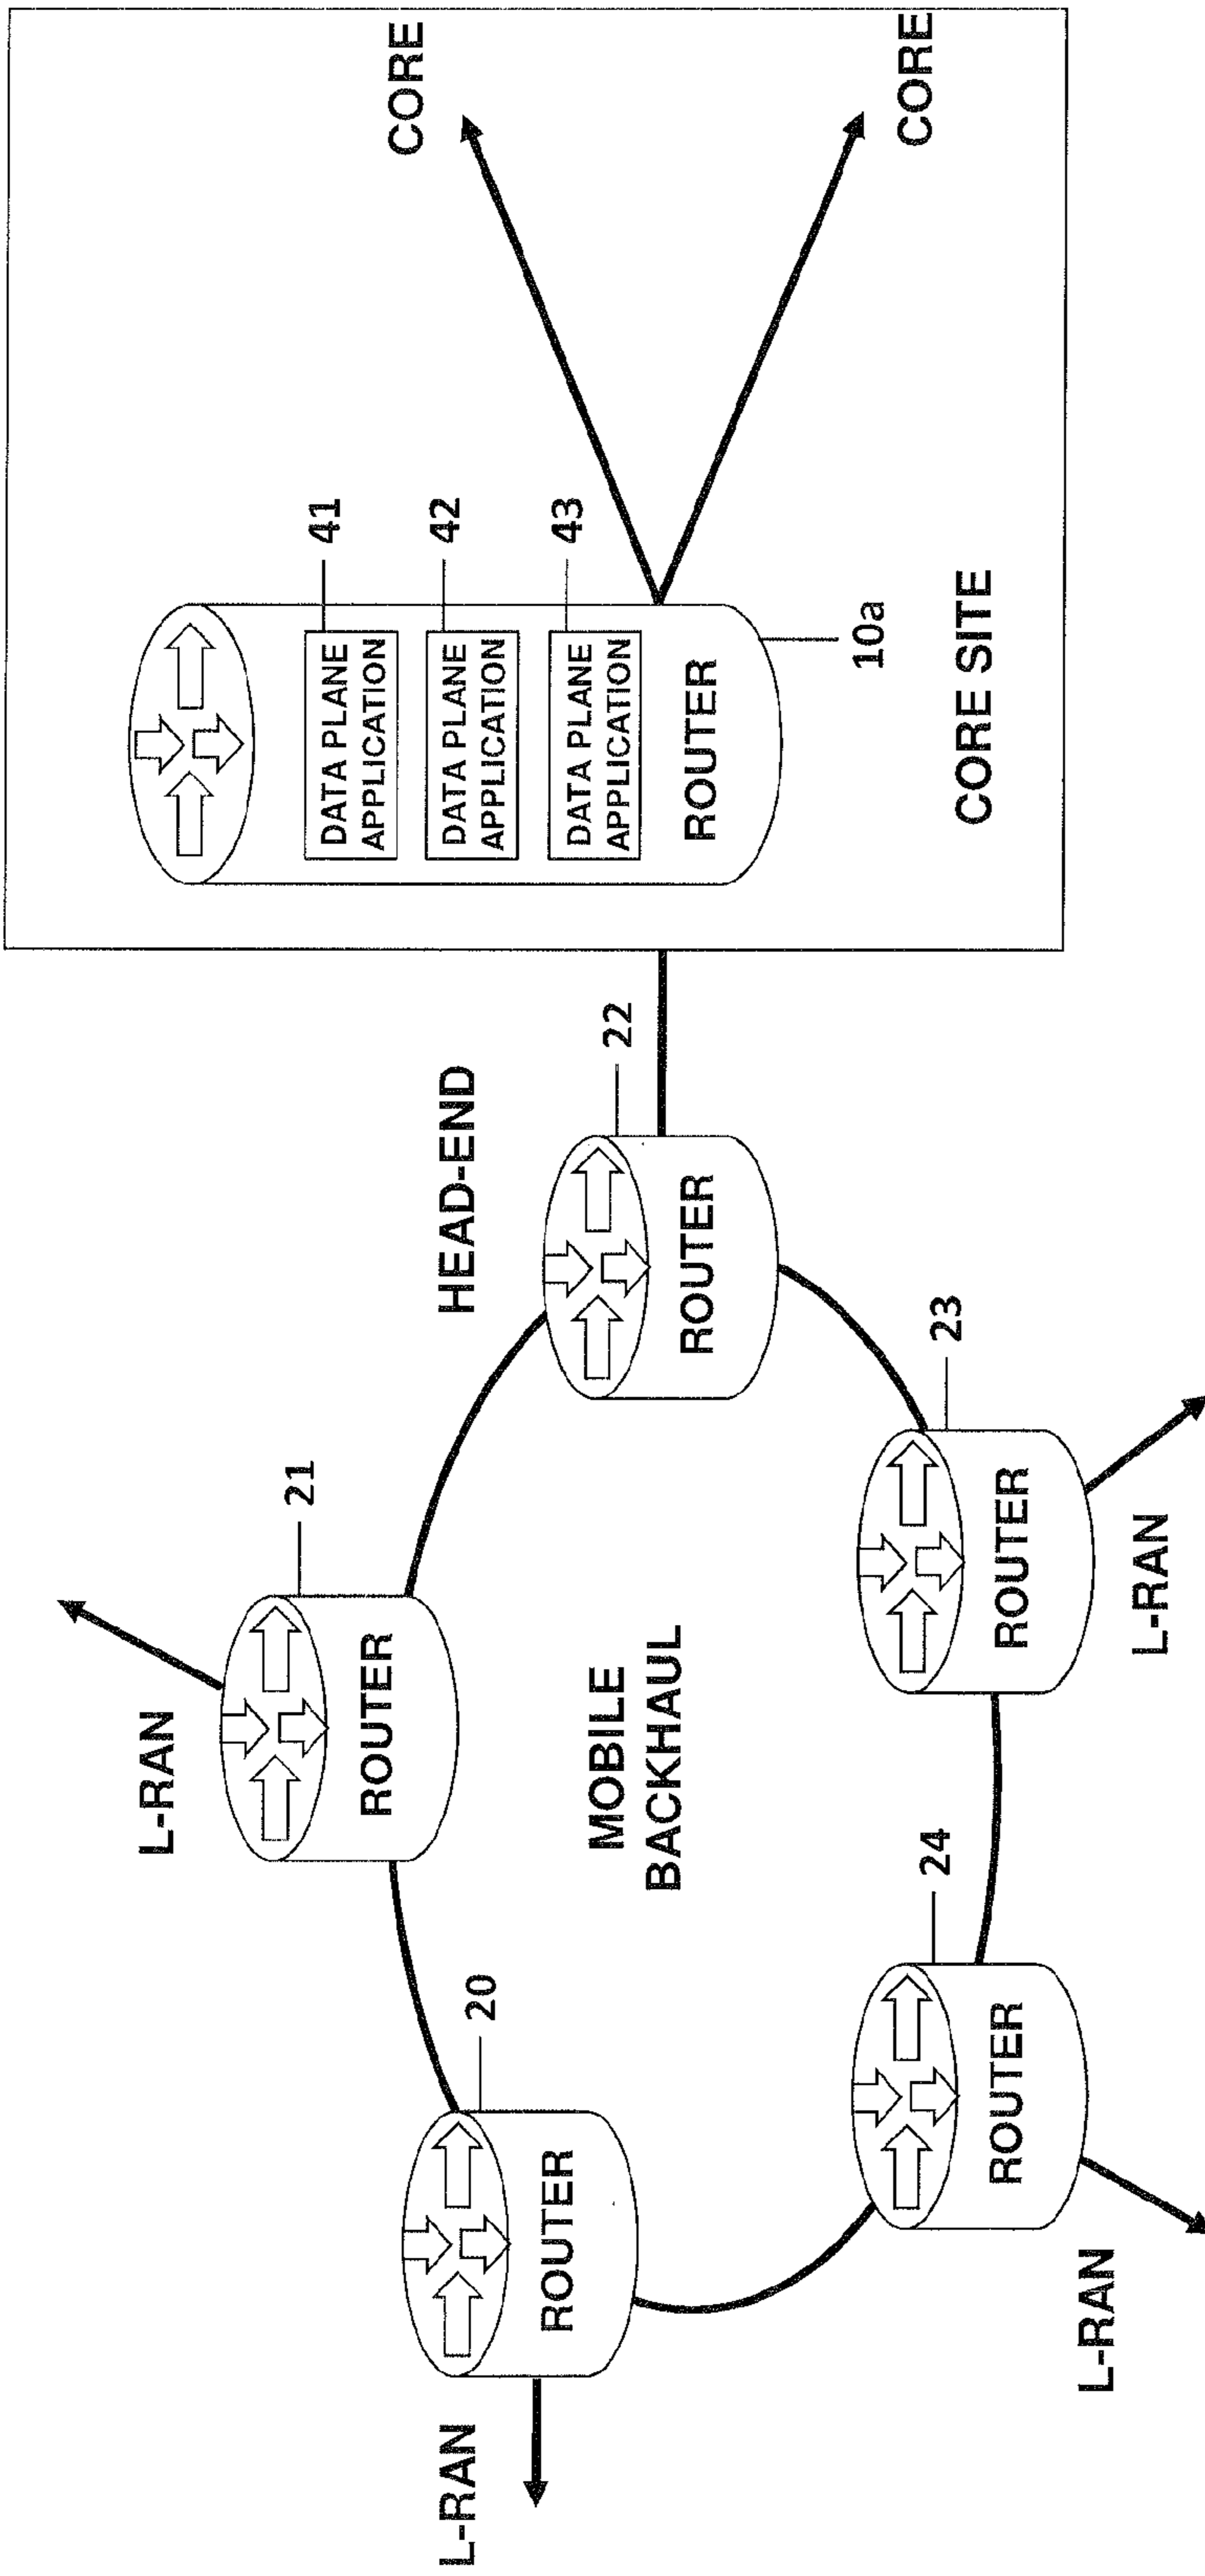 L-RAN
20
ROUTER
L-RAN
21
ROUTER
MOBILE
BACKHAUL
HEAD-END
22
ROUTER
23
ROUTER
L-RAN
24
ROUTER
L-RAN
CORE
41
DATA PLANE
APPLICATION
42
DATA PLANE
APPLICATION
43
DATA PLANE
APPLICATION
ROUTER
10a
CORE
CORE SITE